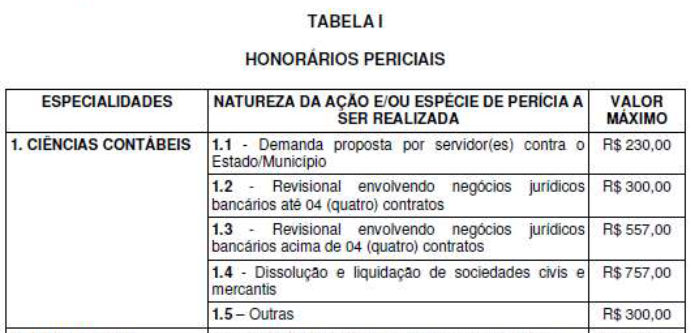 TABELA I
HONORÁRIOS PERICIAIS
ESPECIALIDADES
NATUREZA DA AÇÃO E/OU ESPÉCIE DE PERÍCIA A
SER REALIZADA
VALOR
MÁXIMO
1. CIÊNCIAS CONTÁBEIS
1.1 - Demanda proposta por servidor(es) contra o
Estado/Município
R$ 230,00
1.2 - Revisional envolvendo negócios jurídicos
bancários até 04 (quatro) contratos
R$ 300,00
1.3 - Revisional envolvendo negócios jurídicos
bancários acima de 04 (quatro) contratos
R$ 557,00
1.4 - Dissolução e liquidação de sociedades civis e
mercantis
R$ 757,00
1.5 – Outras
R$ 300,00